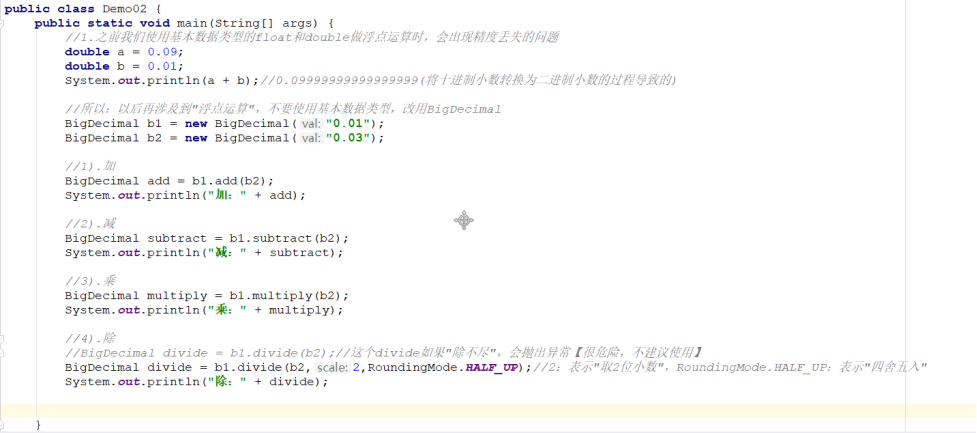 public class Demo02 {
public static void main(String[] args) {
//1.之前我们使用基本数据类型的float和double做浮点运算时，会出现精度丢失的问题
double a = 0.09;
double b = 0.01;
System.out.println(a + b);//0.09999999999999999(将十进制小数转换为二进制小数的过程导致的)
//所以：以后再涉及到"浮点运算"，不要使用基本数据类型，改用BigDecimal
BigDecimal b1 = new BigDecimal( val: "0.01");
BigDecimal b2 = new BigDecimal( val: "0.03");
//1).加
BigDecimal add = b1.add(b2);
System.out.println("加：" + add);
//2).减
BigDecimal subtract = b1.subtract(b2);
System.out.println("减：" + subtract);
//3).乘
BigDecimal multiply = b1.multiply(b2);
System.out.println("乘：" + multiply);
//4).除
//BigDecimal divide = b1.divide(b2);//这个divide如果"除不尽"，会抛出异常【很危险，不建议使用】
BigDecimal divide = b1.divide(b2, scale: 2,RoundingMode.HALF_UP);//2：表示"取2位小数"，RoundingMode.HALF_UP：表示"四舍五入"
System.out.println("除：" + divide);
}